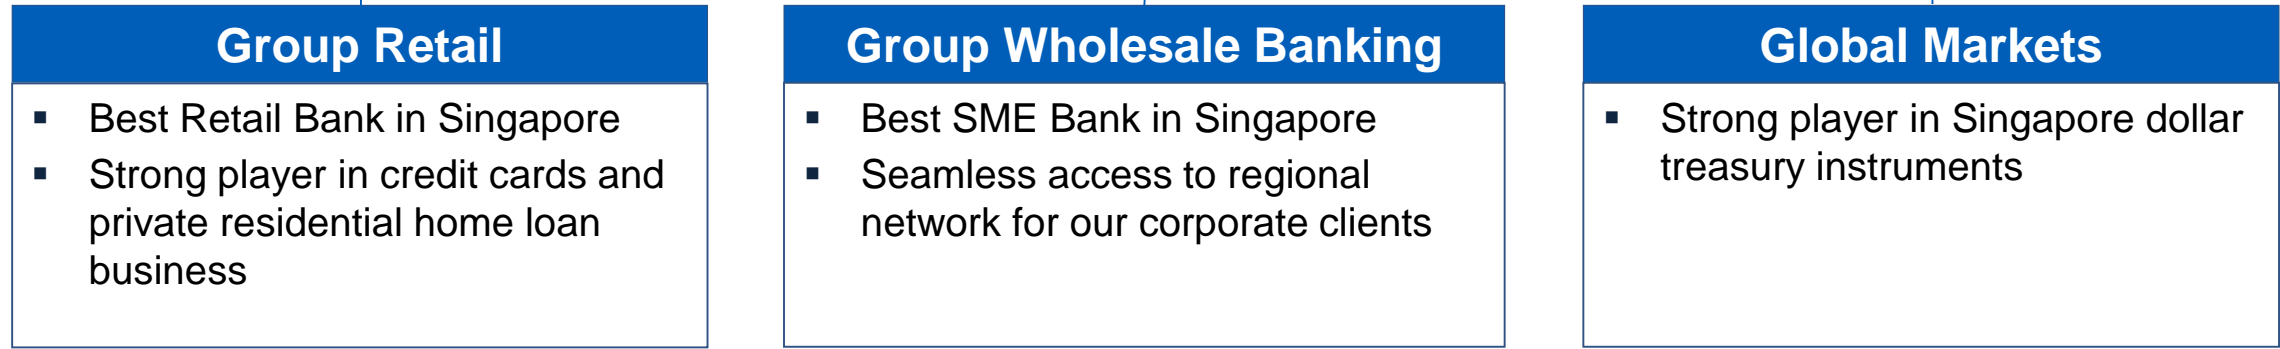 Group Retail
▪ Best Retail Bank in Singapore
▪ Strong player in credit cards and
private residential home loan
business
Group Wholesale Banking
▪ Best SME Bank in Singapore
▪ Seamless access to regional
network for our corporate clients
Global Markets
▪ Strong player in Singapore dollar
treasury instruments